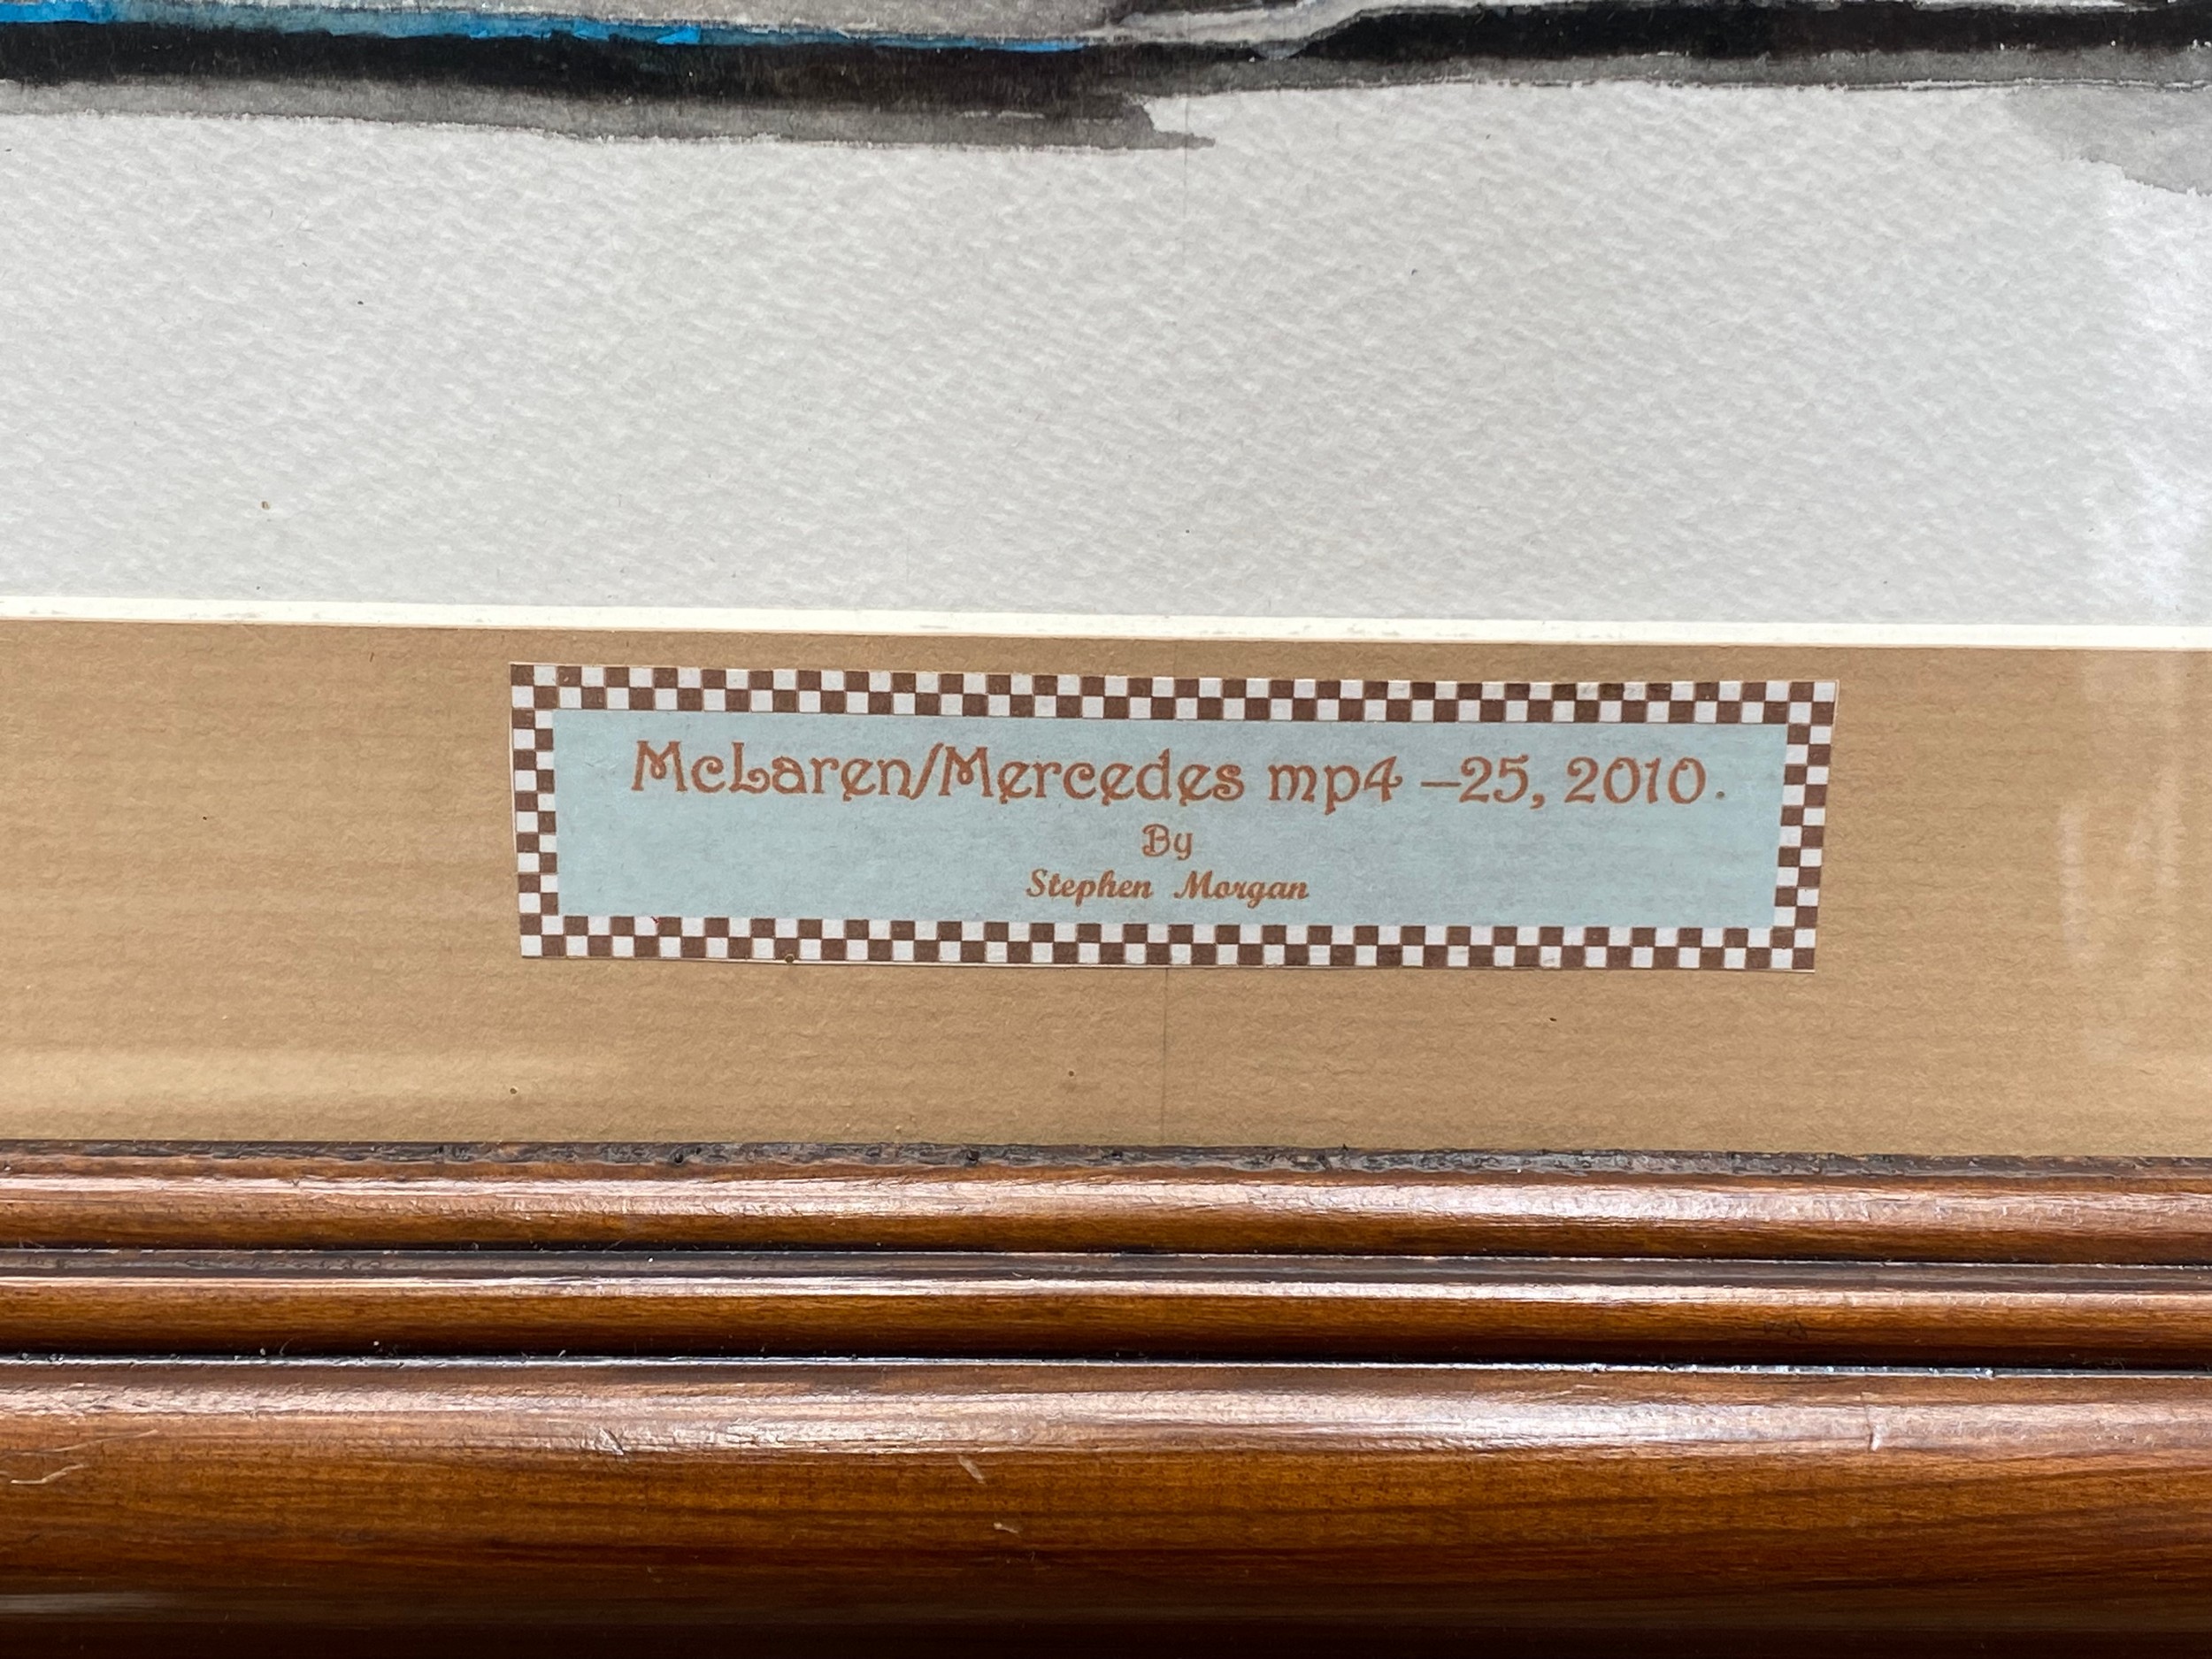 McLaren/Mercedes mp4 –25, 2010.
By
Stephen Morgan